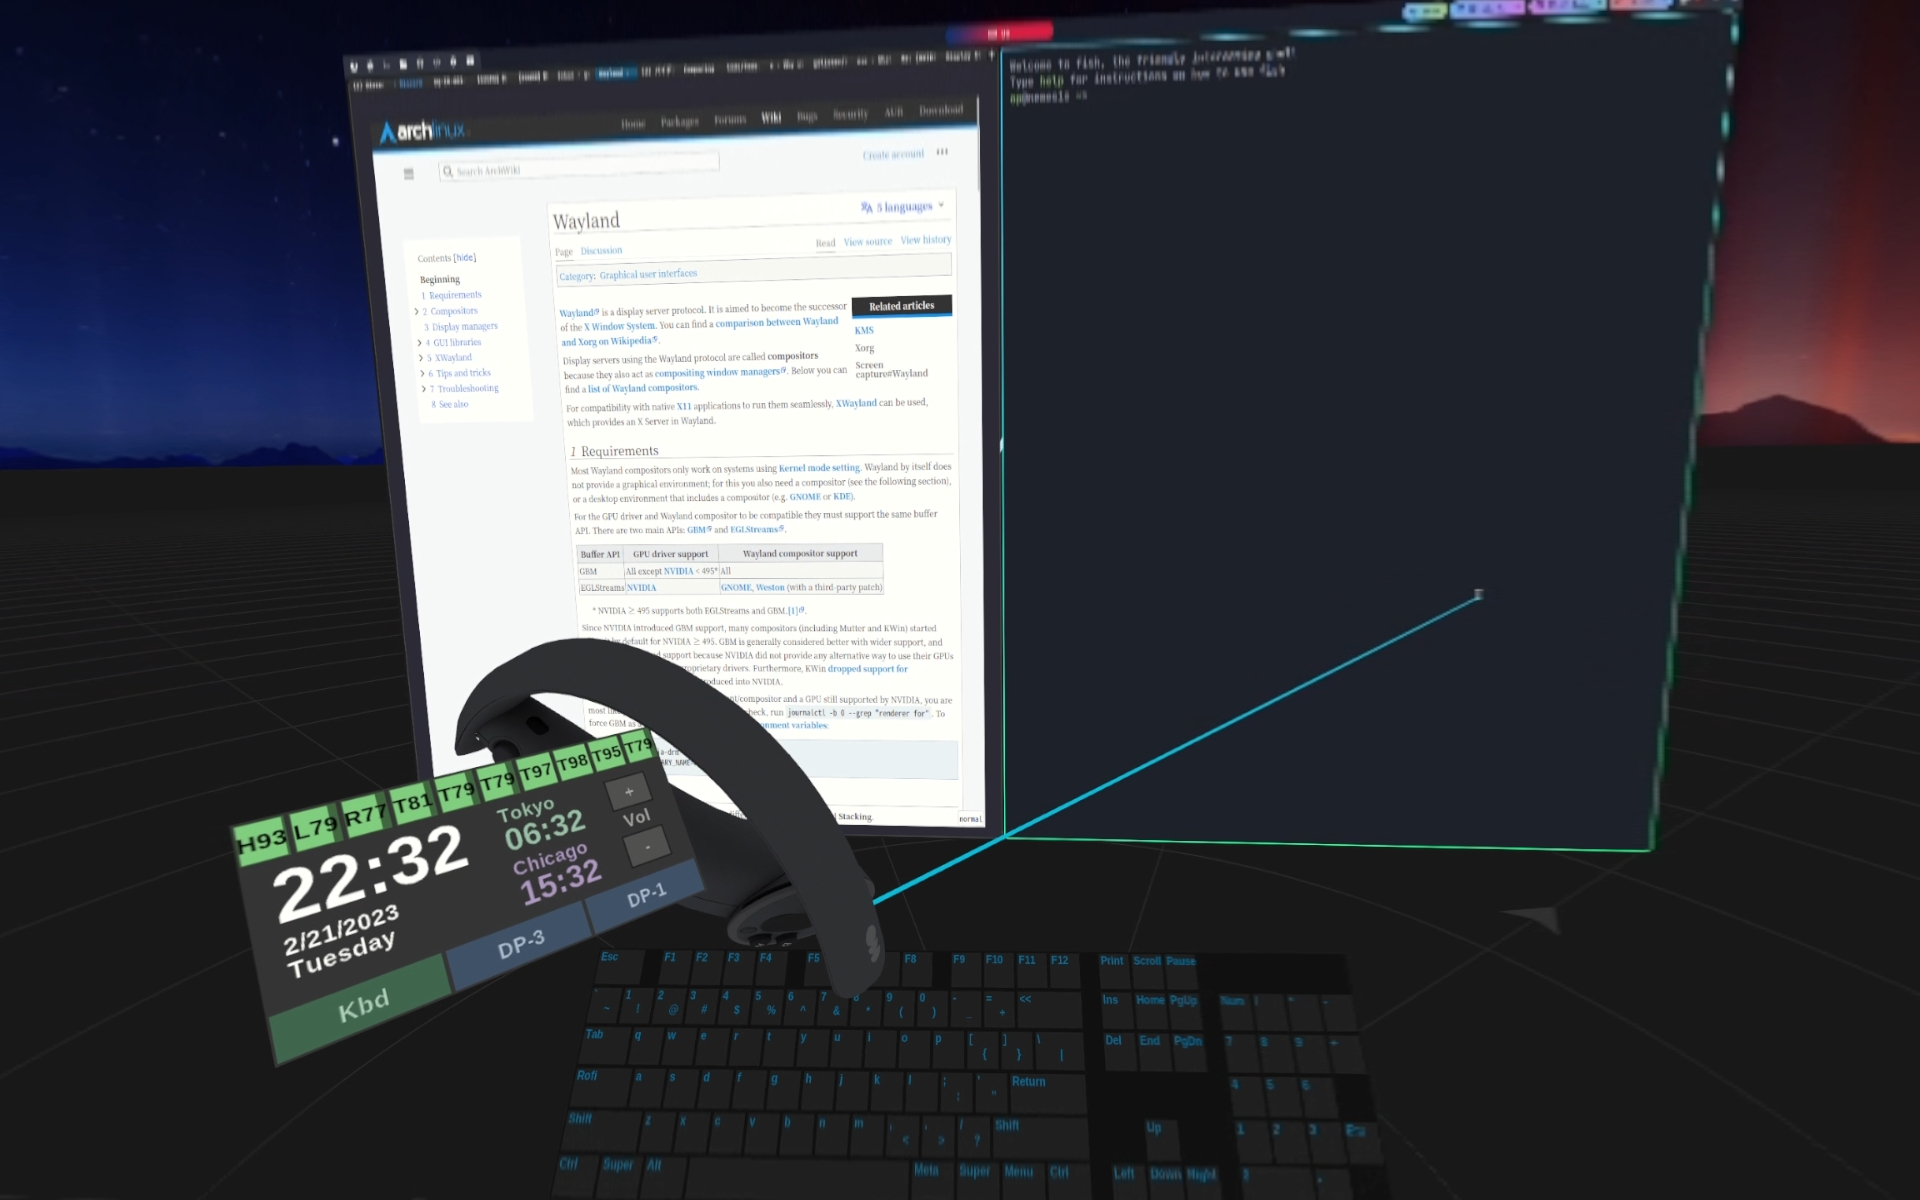 archlinux
Home Packages Forums Wiki Bugs Security AUR Download
Search ArchWiki
Create account
Wayland
5 languages
Page Discussion
Read View source View history
Category: Graphical user interfaces
Contents [hide]
Beginning
1 Requirements
2 Compositors
3 Display managers
4 GUI libraries
5 XWayland
6 Tips and tricks
7 Troubleshooting
8 See also
Wayland is a display server protocol. It is aimed to become the successor
of the X Window System. You can find a comparison between Wayland
and Xorg on Wikipedia.
Display servers using the Wayland protocol are called compositors
because they also act as compositing window managers. Below you can
find a list of Wayland compositors.
For compatibility with native X11 applications to run them seamlessly, XWayland can be used,
which provides an X Server in Wayland.
Related articles
KMS
Xorg
Screen
capture#Wayland
1 Requirements
Most Wayland compositors only work on systems using Kernel mode setting. Wayland by itself does
not provide a graphical environment; for this you also need a compositor (see the following section),
or a desktop environment that includes a compositor (e.g. GNOME or KDE).
For the GPU driver and Wayland compositor to be compatible they must support the same buffer
API. There are two main APIs: GBM and EGLStreams.
Buffer API GPU driver support Wayland compositor support
GBM All except NVIDIA < 495* All
EGLStreams NVIDIA GNOME, Weston (with a third-party patch)
* NVIDIA ≥ 495 supports both EGLStreams and GBM.[1]
Since NVIDIA introduced GBM support, many compositors (including Mutter and KWin) started
default for NVIDIA ≥ 495. GBM is generally considered better with wider support, and
support because NVIDIA did not provide any alternative way to use their GPUs
drivers. Furthermore, KWin dropped support for
into NVIDIA.
/compositor and a GPU still supported by NVIDIA, you are
most run journalctl -b 0 --grep "renderer for". To
force GBM as variables:
Stacking.
normal
Welcome to fish, the friendly interactive shell
Type help for instructions on how to use fish
H93 L79 R77 T81 T79 T79 T97 T98 T95 T79
22:32
2/21/2023
Tuesday
Tokyo
06:32
Chicago
15:32
+
Vol
-
Kbd
DP-3
DP-1
Esc F1 F2 F3 F4 F5 F8 F9 F10 F11 F12 Print Scroll Pause
` ~ 1 ! 2 @ 3 # 4 $ 5 % 6 ^ 7 & 8 * 9 ( 0 ) - _ = + << Ins Home PgUp Num / * -
Tab q w e r t y u i o p [ { ] } \ | Del End PgDn 7 8 9 +
Rofi a s d f g h j k l ; : ' " Return 4 5 6
Shift z x c v b n m , < . > / ? Shift Up 1 2 3
Ctrl Super Alt Meta Super Menu Ctrl Left Down Right 0 .